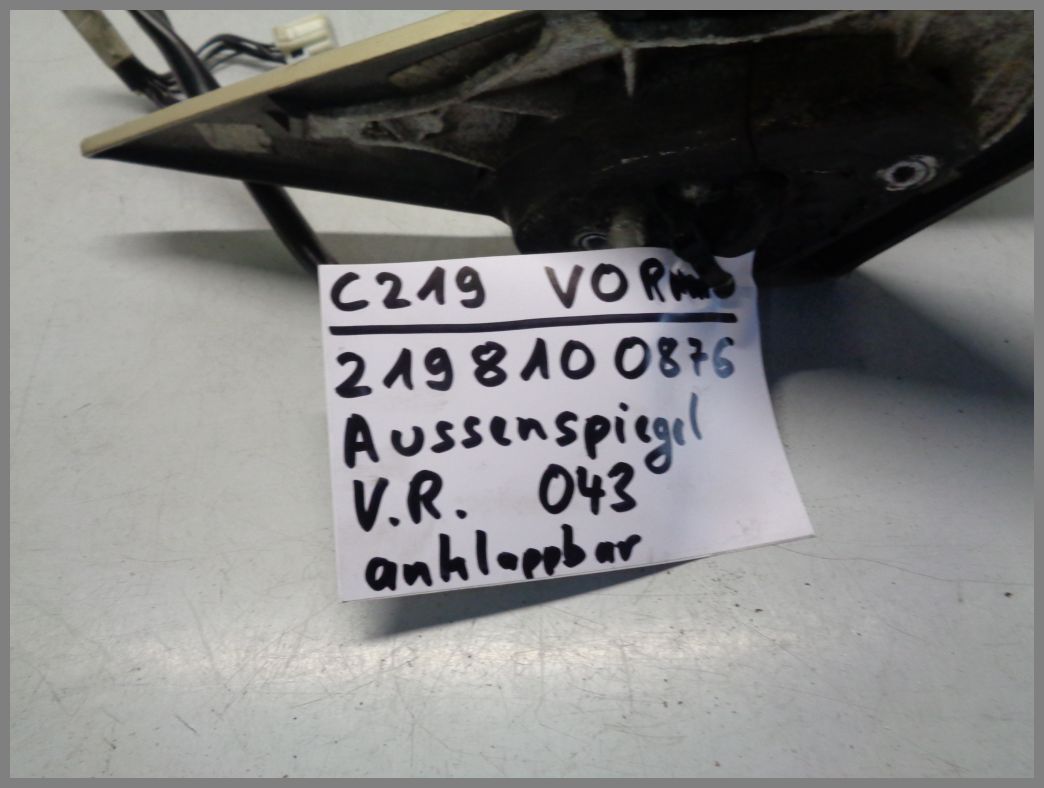 C219 VOR
2198100876
Aussenspiegel
V.R. 043
anklappbar